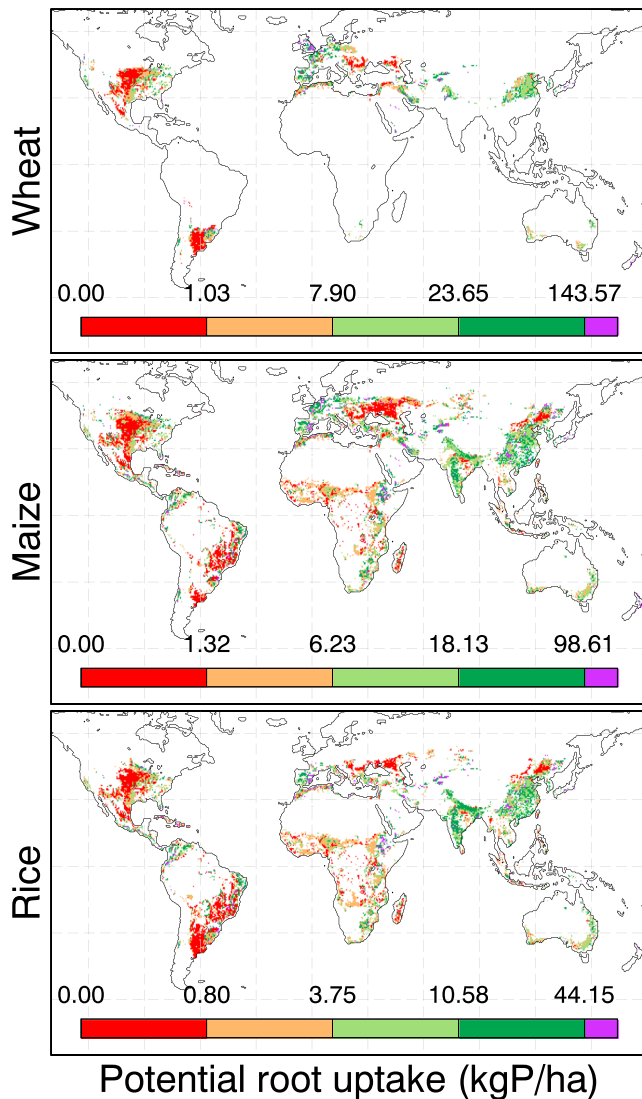 Wheat
0.00 1.03 7.90 23.65 143.57
Maize
0.00 1.32 6.23 18.13 98.61
Rice
0.00 0.80 3.75 10.58 44.15
Potential root uptake (kgP/ha)